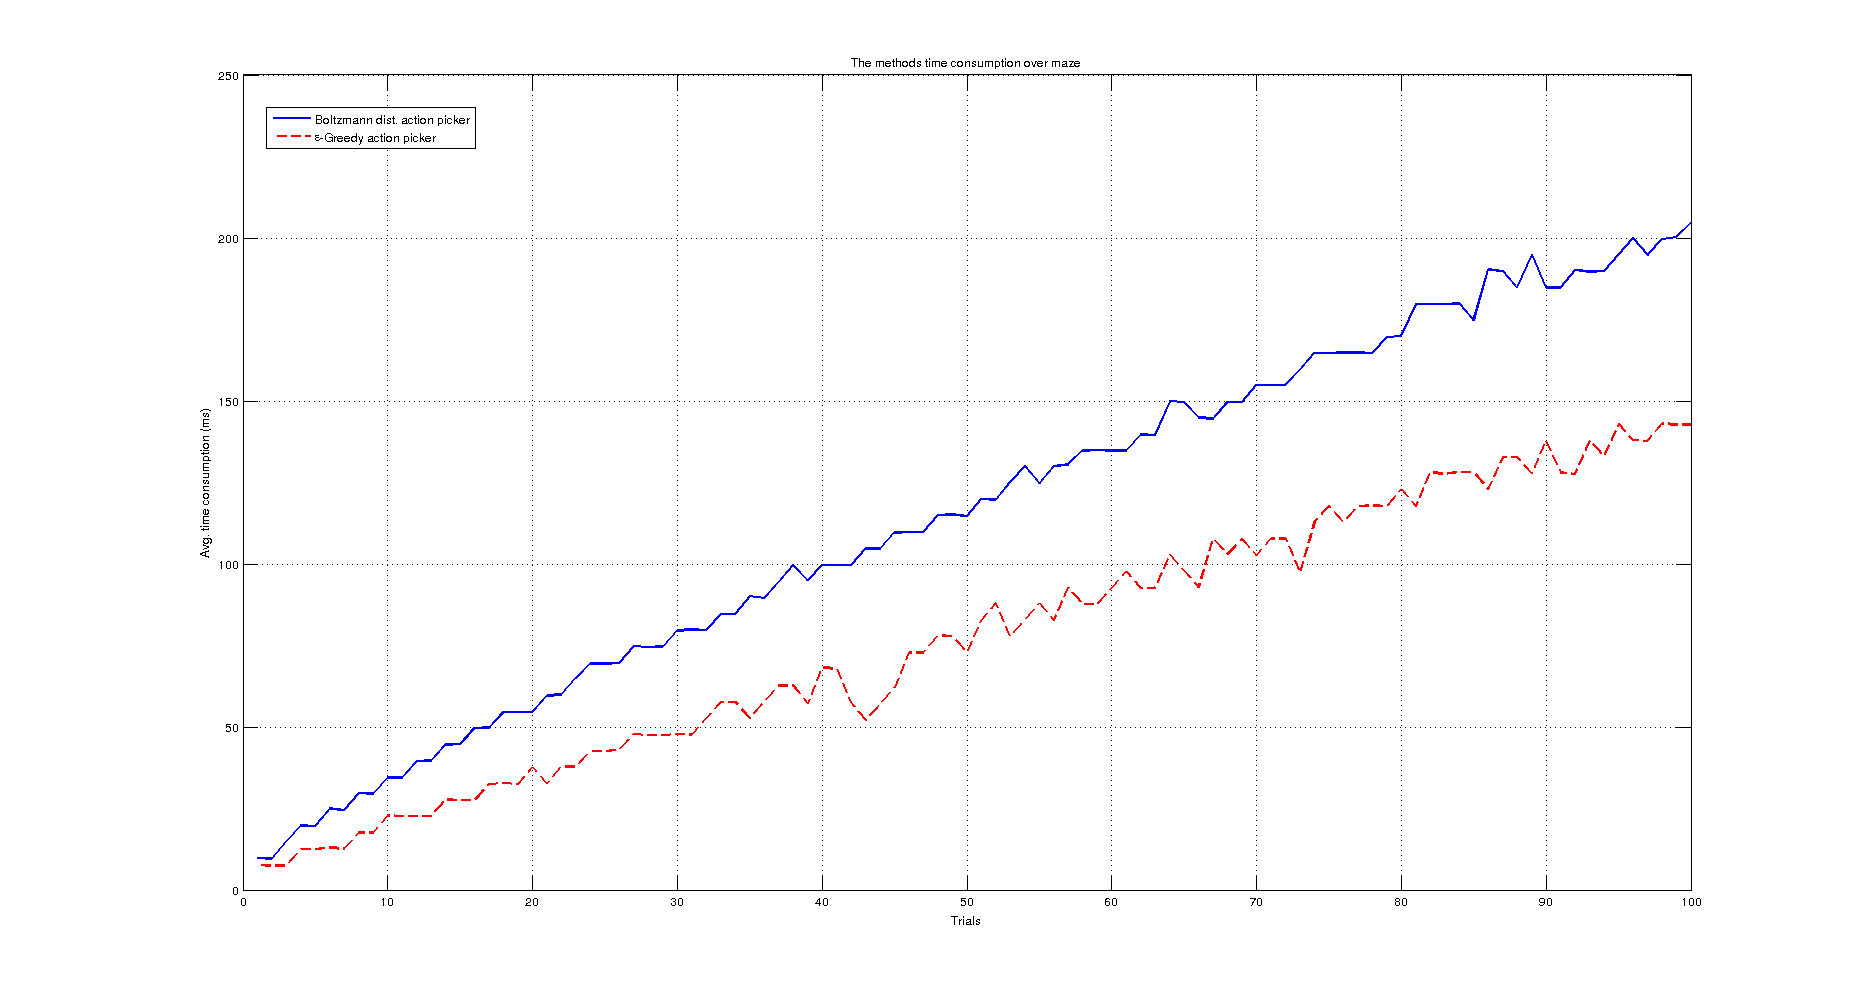 The methods time consumption over maze
250
Boltzmann dist. action picker
ε-Greedy action picker
200
150
Avg. time consumption (ms)
100
50
0
0 10 20 30 40 50 60 70 80 90 100
Trials